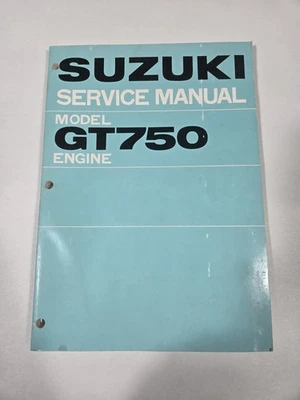 SUZUKI
SERVICE MANUAL
MODEL
GT750
ENGINE